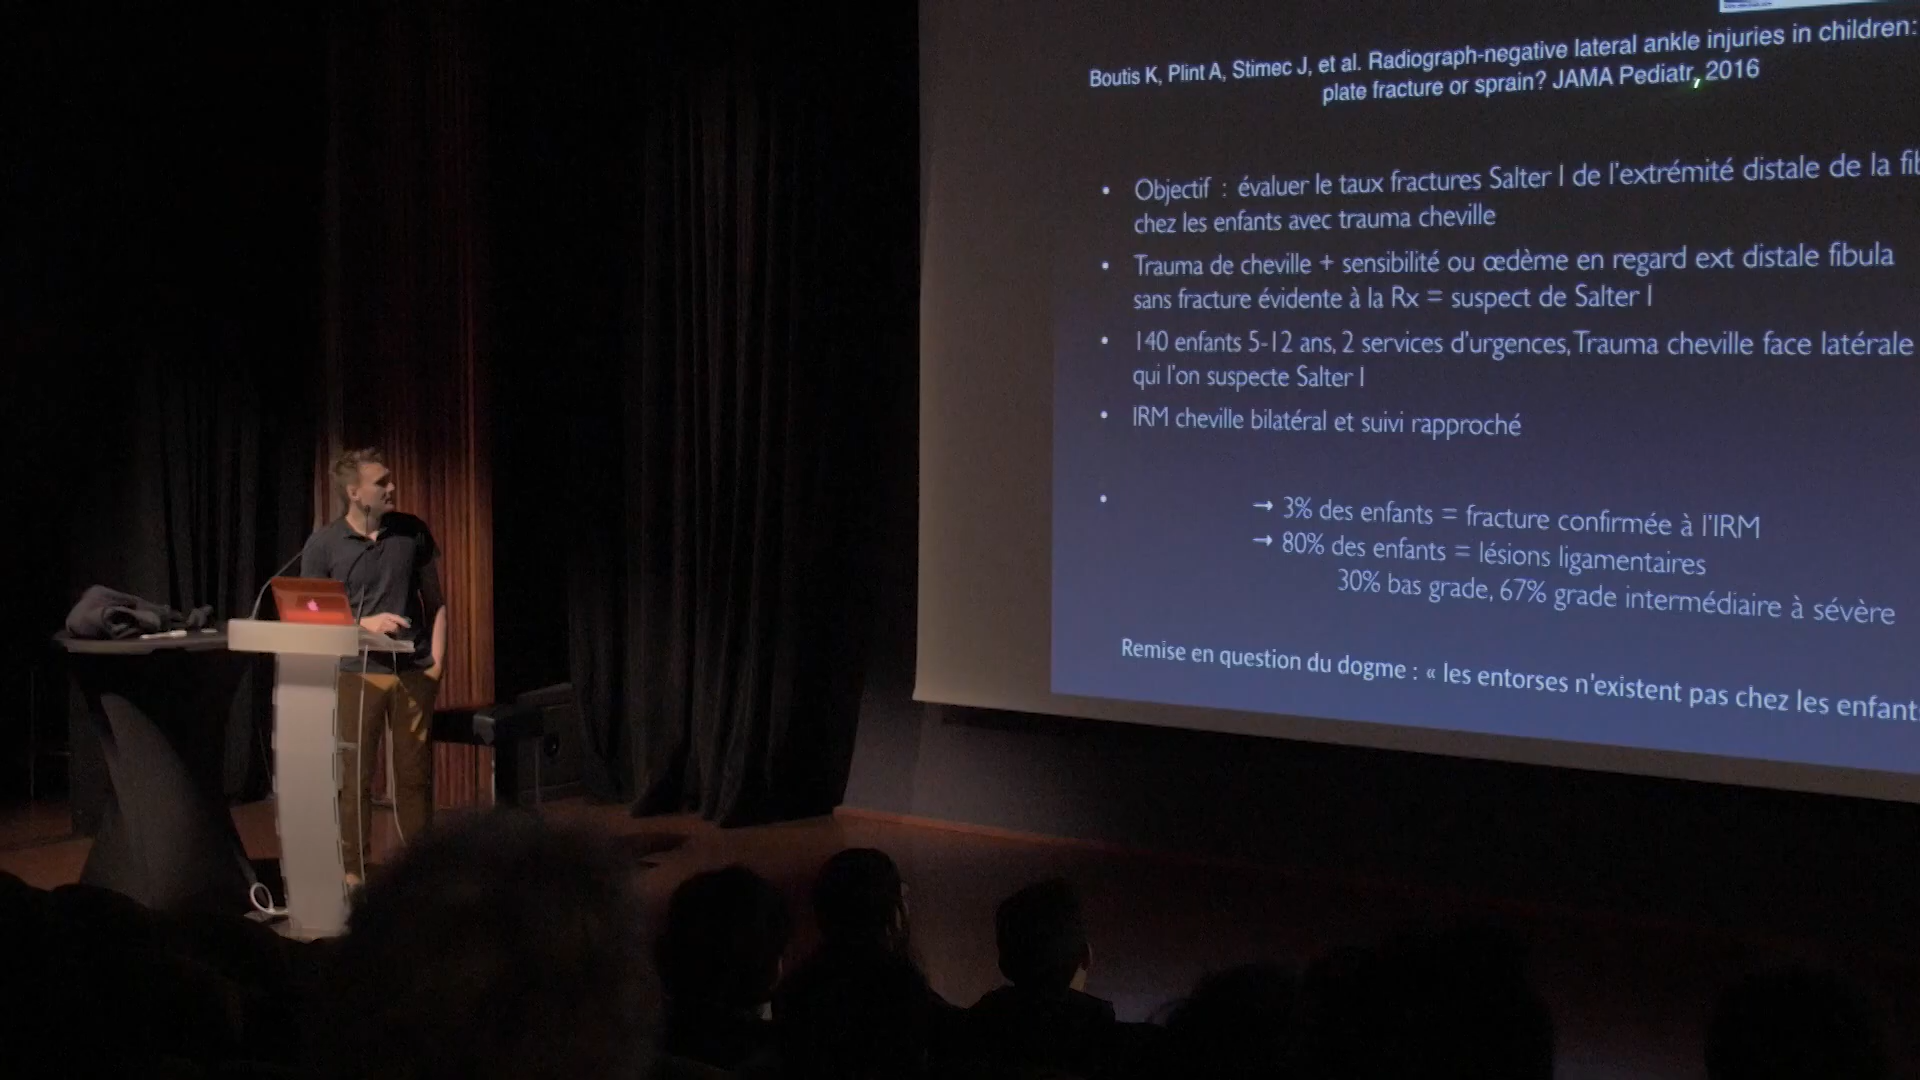 Boutis K, Plint A, Stimec J, et al. Radiograph-negative lateral ankle injuries in children:
plate fracture or sprain? JAMA Pediatr, 2016
• Objectif : évaluer le taux fractures Salter I de l'extrémité distale de la
chez les enfants avec trauma cheville
• Trauma de cheville + sensibilité ou œdème en regard ext distale fibula
sans fracture évidente à la Rx = suspect de Salter I
• 140 enfants 5-12 ans, 2 services d'urgences, Trauma cheville face latérale
qui l'on suspecte Salter I
• IRM cheville bilatéral et suivi rapproché
• → 3% des enfants = fracture confirmée à l'IRM
→ 80% des enfants = lésions ligamentaires
30% bas grade, 67% grade intermédiaire à sévère
Remise en question du dogme : « les entorses n'existent pas chez les